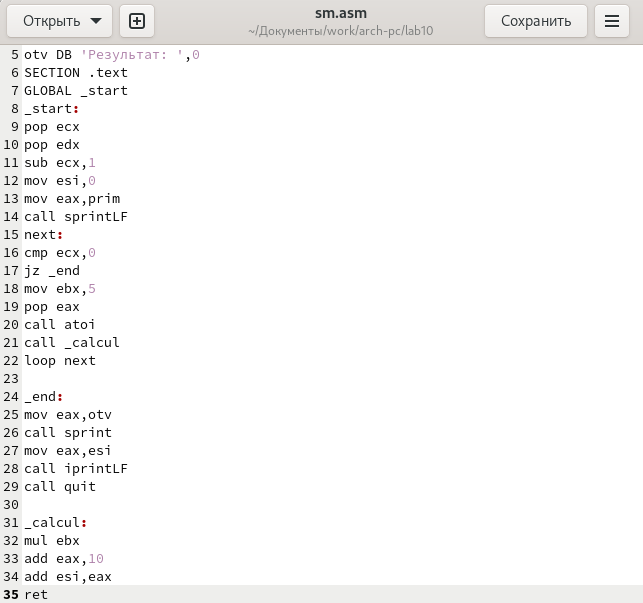 Открыть
sm.asm
~/Документы/work/arch-pc/lab10
Сохранить
5 otv DB 'Результат: ',0
6 SECTION .text
7 GLOBAL _start
8 _start:
9 pop ecx
10 pop edx
11 sub ecx,1
12 mov esi,0
13 mov eax,prim
14 call sprintLF
15 next:
16 cmp ecx,0
17 jz _end
18 mov ebx,5
19 pop eax
20 call atoi
21 call _calcul
22 loop next
23
24 _end:
25 mov eax,otv
26 call sprint
27 mov eax,esi
28 call iprintLF
29 call quit
30
31 _calcul:
32 mul ebx
33 add eax,10
34 add esi,eax
35 ret